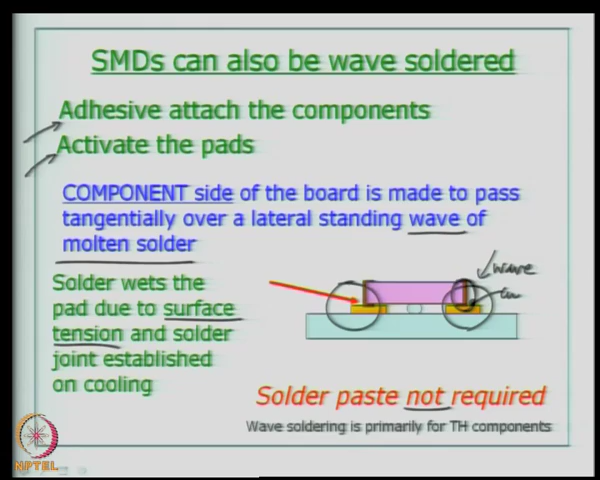 SMDs can also be wave soldered
Adhesive attach the components
Activate the pads
COMPONENT side of the board is made to pass
tangentially over a lateral standing wave of
molten solder
Solder wets the
pad due to surface
tension and solder
joint established
on cooling
wave
Solder paste not required
Wave soldering is primarily for TH components
NPTEL